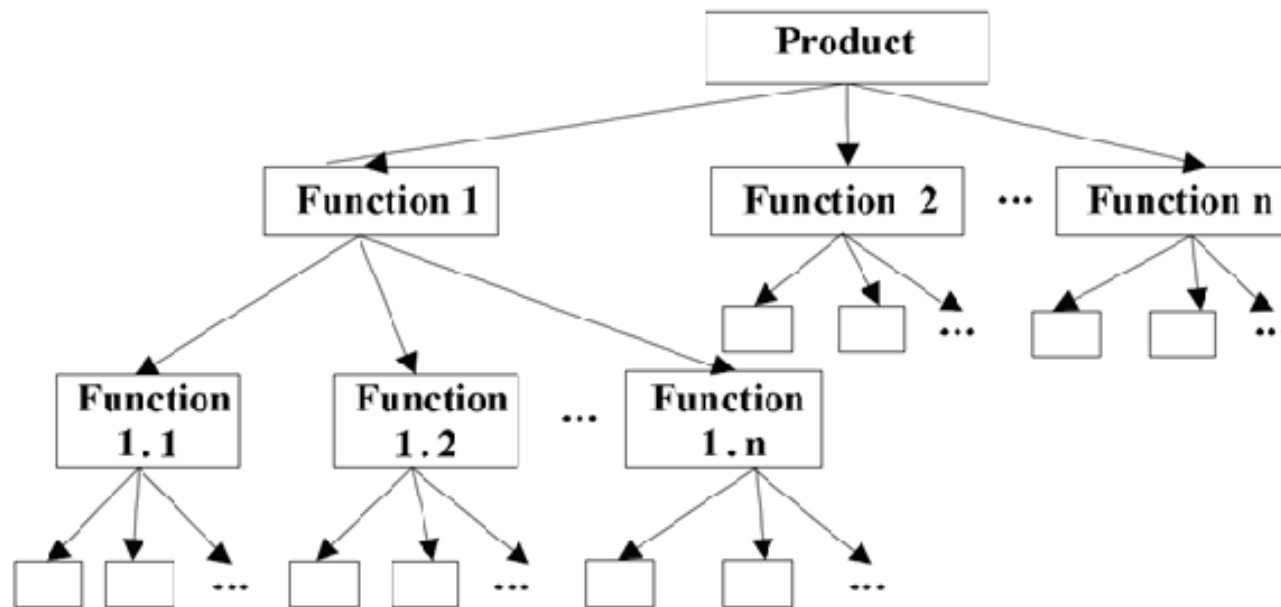 Product
Function 1
Function 2
...
Function n
...
...
Function
1.1
Function
1.2
...
Function
1.n
...
...
...